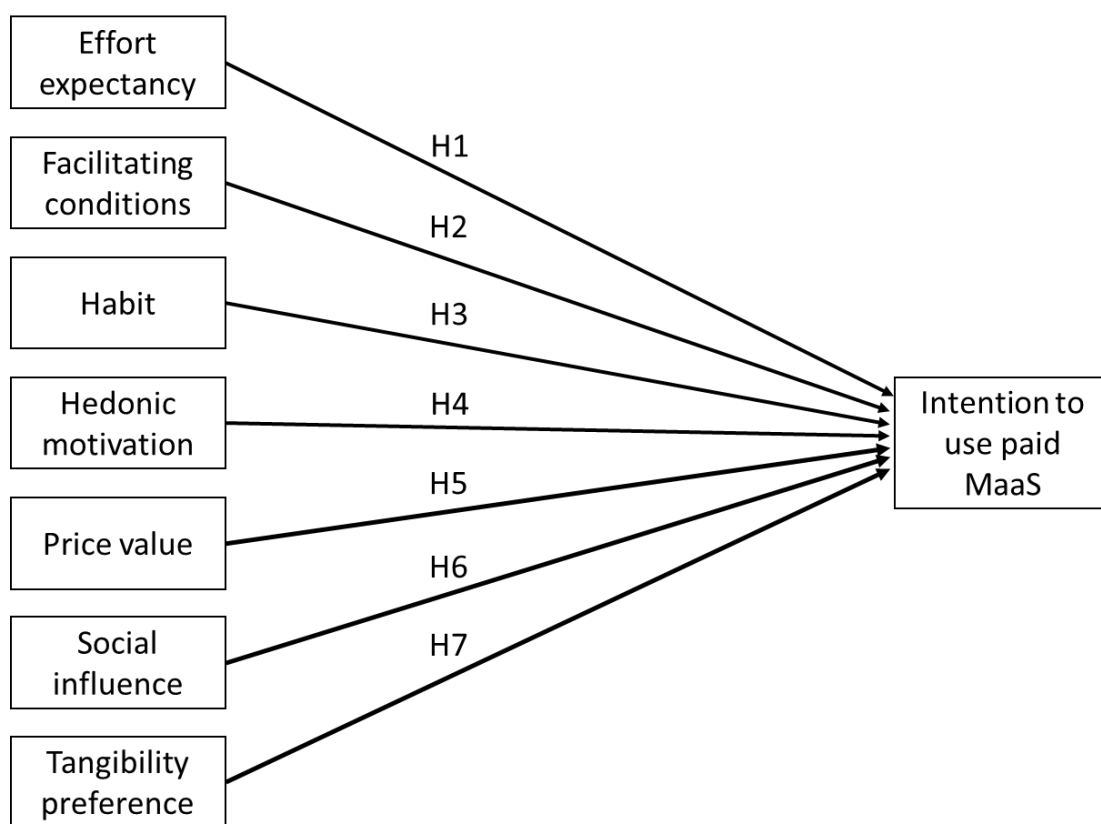 Effort
expectancy
H1
Facilitating
conditions
H2
Habit
H3
Hedonic
motivation
H4
Intention to
use paid
MaaS
Price value
H5
Social
influence
H6
Tangibility
preference
H7